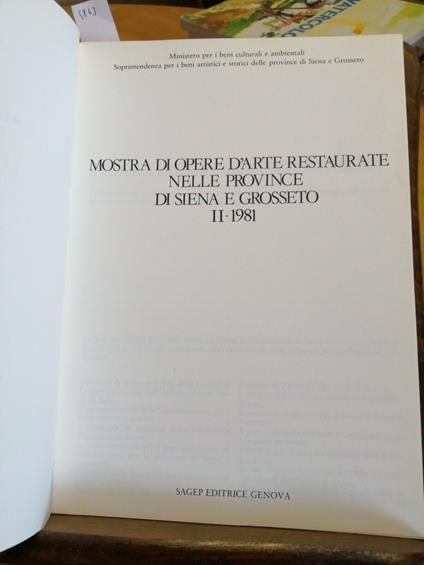 5863
Ministero per i beni culturali e ambientali
Soprintendenza per i beni artistici e storici delle province di Siena e Grosseto
MOSTRA DI OPERE D'ARTE RESTAURATE
NELLE PROVINCE
DI SIENA E GROSSETO
II-1981
SAGEP EDITRICE GENOVA